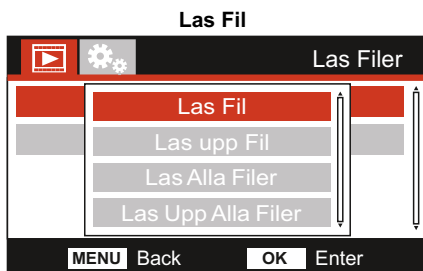 Las Fil
Las Filer
Las Fil
Las upp Fil
Las Alla Filer
Las Upp Alla Filer
MENU Back OK Enter